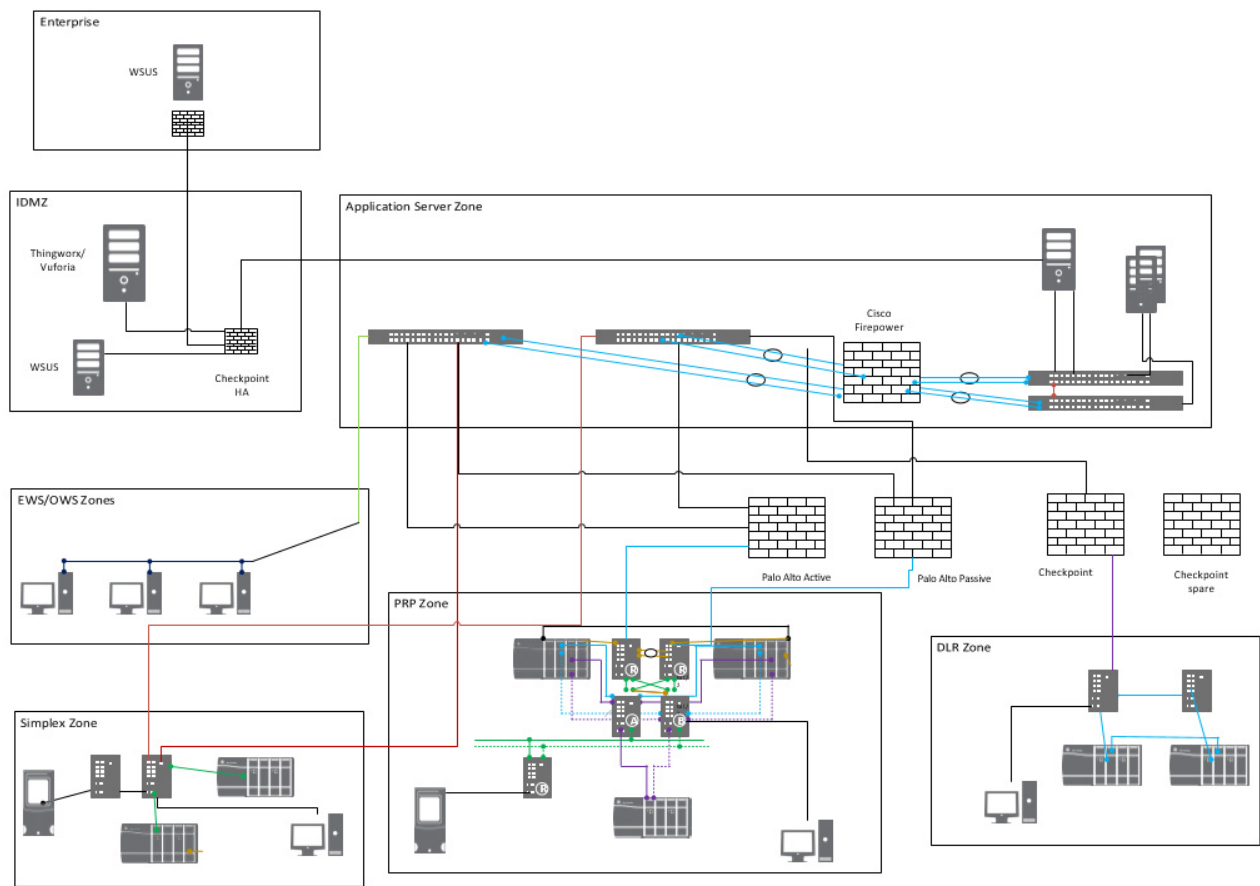 Enterprise
WSUS
IDMZ
Thingworx/
Vuforia
WSUS
Checkpoint
HA
Application Server Zone
Cisco
Firepower
EWS/OWS Zones
Palo Alto Active
Palo Alto Passive
Checkpoint
Checkpoint
spare
PRP Zone
R
R
A
B
R
DLR Zone
Simplex Zone